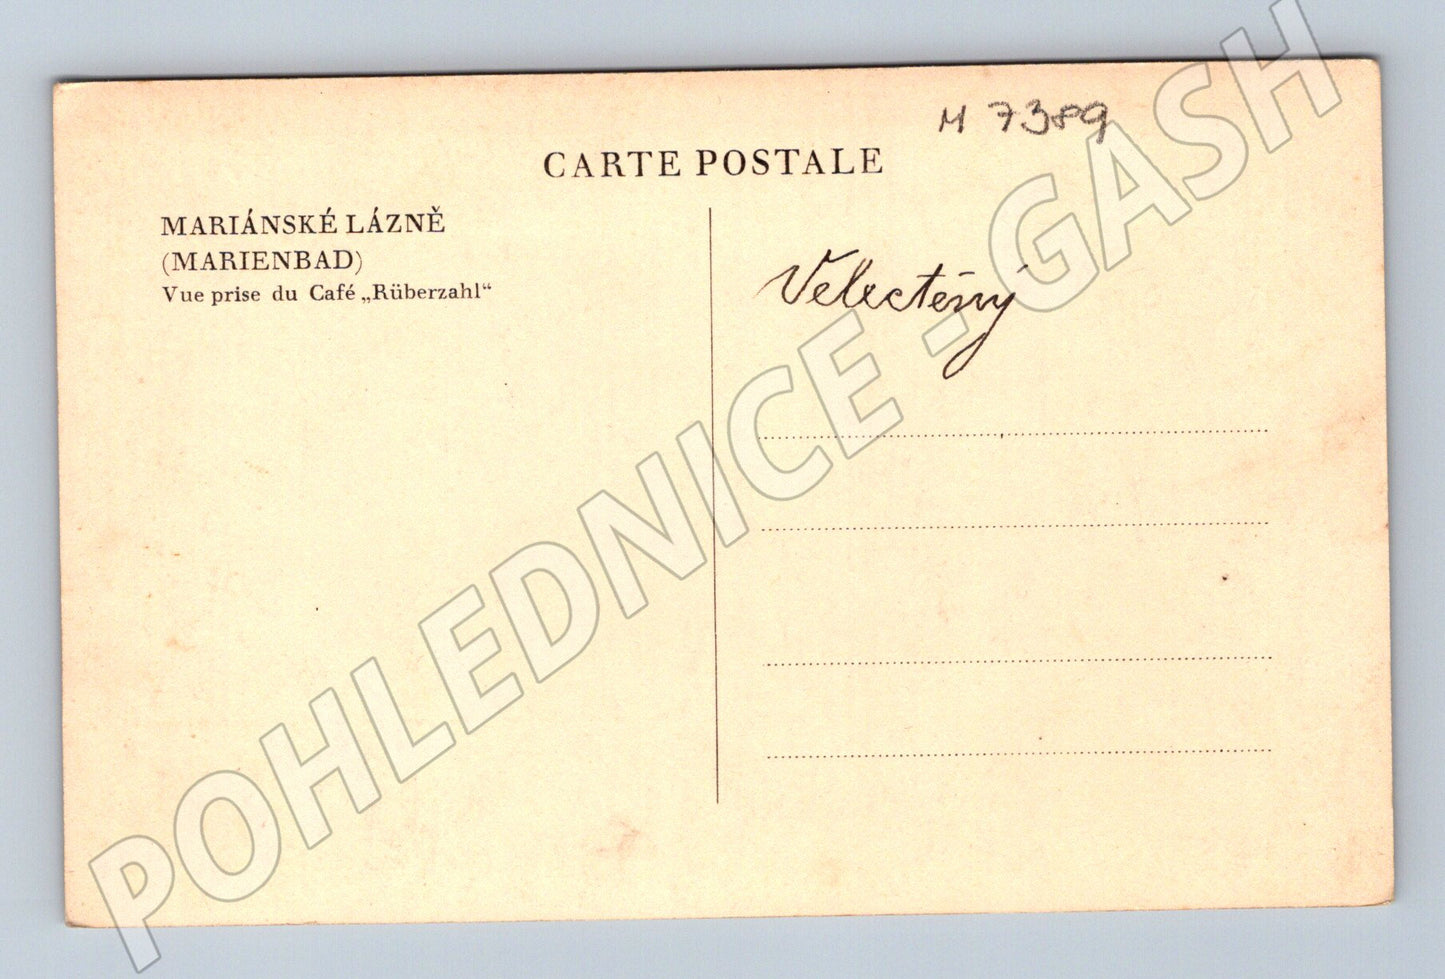 M 7389
CARTE POSTALE
MARIÁNSKÉ LÁZNĚ
(MARIENBAD)
Vue prise du Café „Rüberzahl“
Velectěný
POHLEDNICE - GASH